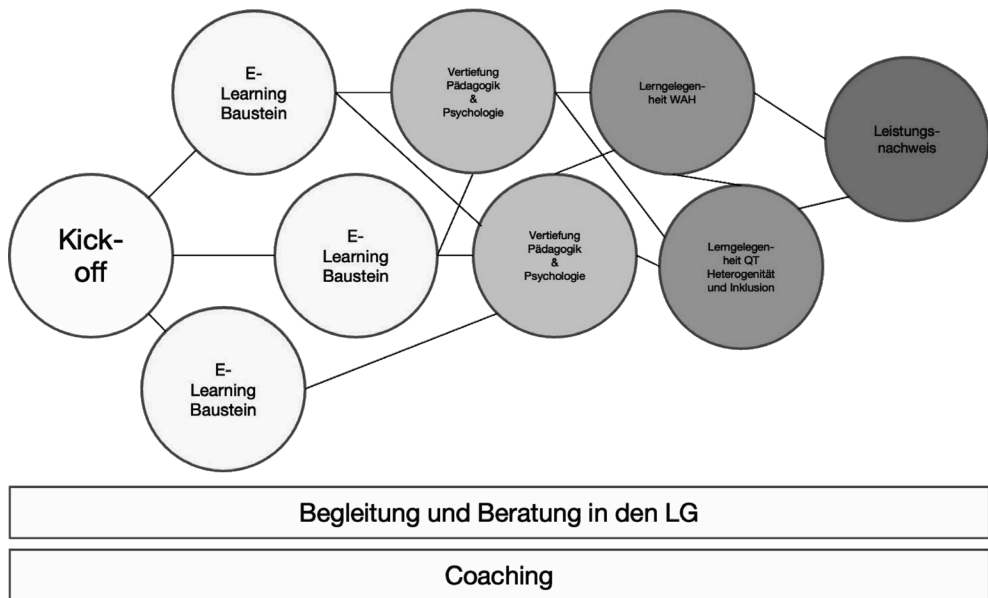 Kick-
off
E-
Learning
Baustein
E-
Learning
Baustein
E-
Learning
Baustein
Vertiefung
Pädagogik
&
Psychologie
Vertiefung
Pädagogik
&
Psychologie
Lerngelegen-
heit WAH
Lerngelegen-
heit QT
Heterogenität
und Inklusion
Leistungs-
nachweis
Begleitung und Beratung in den LG
Coaching